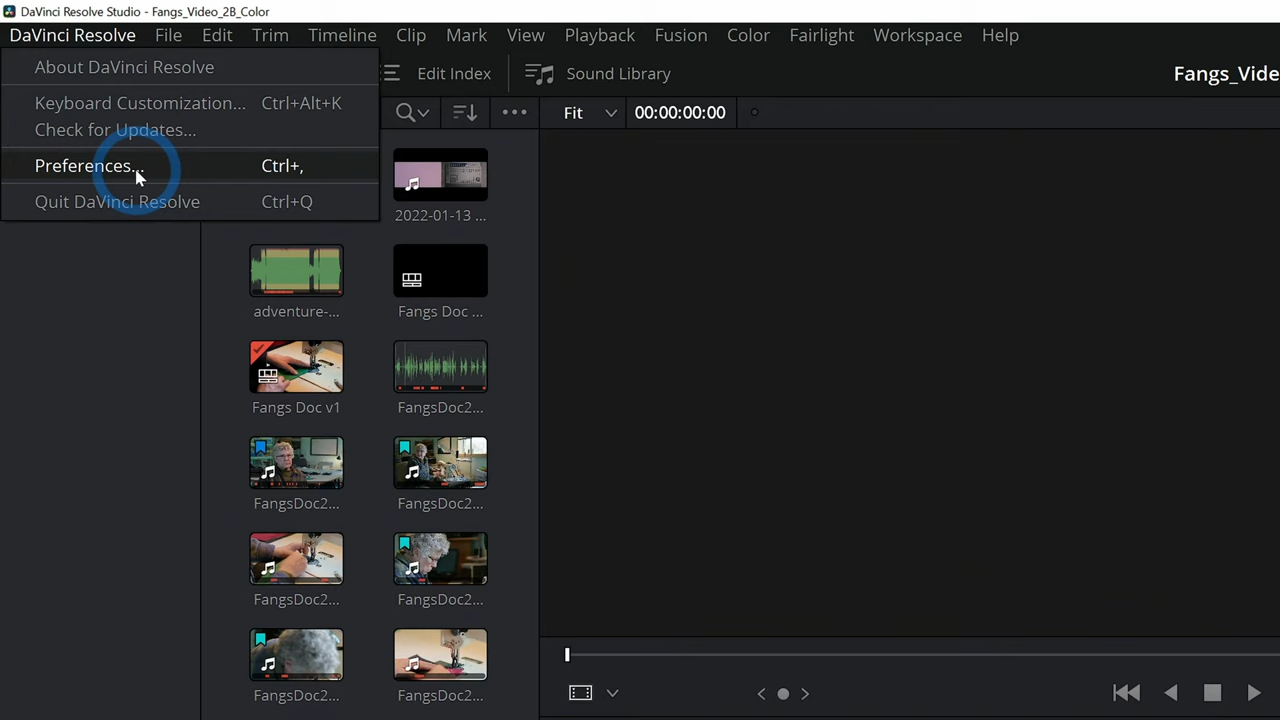 DaVinci Resolve Studio - Fangs_Video_2B_Color
DaVinci Resolve File Edit Trim Timeline Clip Mark View Playback Fusion Color Fairlight Workspace Help
About DaVinci Resolve
Keyboard Customization... Ctrl+Alt+K
Check for Updates...
Preferences... Ctrl+,
Quit DaVinci Resolve Ctrl+Q
Edit Index Sound Library Fangs_Vide
Fit 00:00:00:00
2022-01-13 ...
adventure-... Fangs Doc ...
Fangs Doc v1 FangsDoc2...
FangsDoc2... FangsDoc2...
FangsDoc2... FangsDoc2...
FangsDoc2... FangsDoc2...